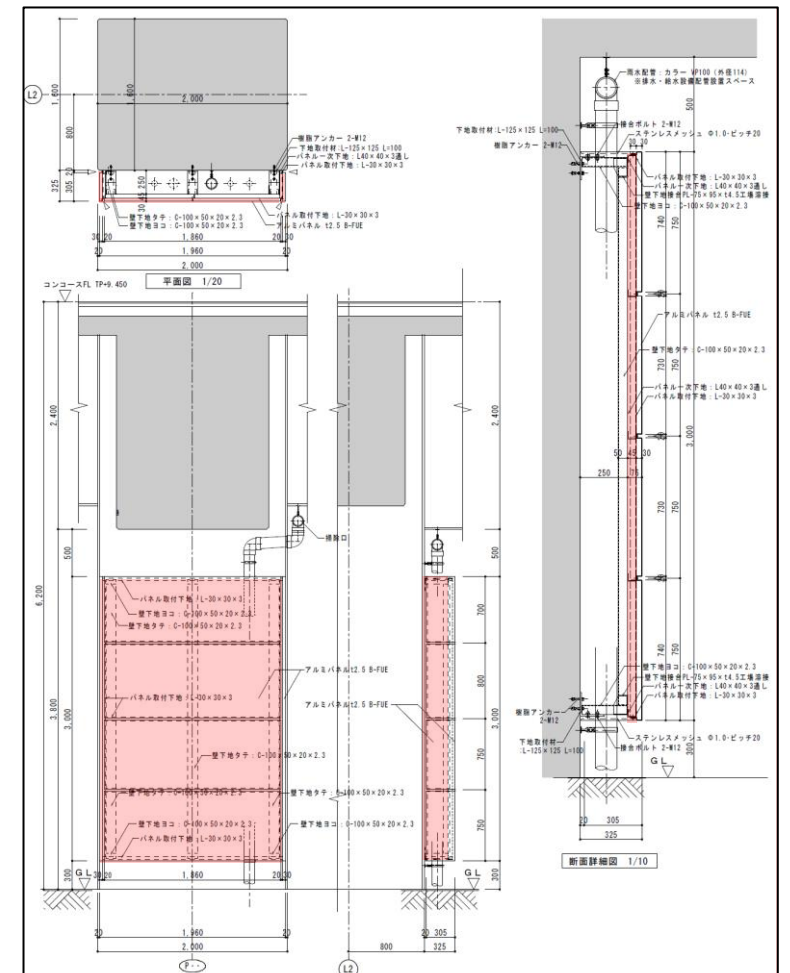 2,000
1,600
1,600
L2
800
325
20
305
250
45
30
樹脂アンカー 2-M12
下地取付材:L-125×125 L=100
パネル一次下地:L40×40×3通し
パネル取付下地:L-30×30×3
壁下地タテ:C-100×50×20×2.3
壁下地ヨコ:C-100×50×20×2.3
パネル取付下地:L-30×30×3
アルミパネル t2.5 B-FUE
30 20
1,860
20 30
20
1,960
20
2,000
平面図 1/20
コンコースFL TP+9.450
2,400
2,400
掃除口
500
500
6,200
3,800
3,000
パネル取付下地:L-30×30×3
壁下地ヨコ:C-100×50×20×2.3
壁下地タテ:C-100×50×20×2.3
アルミパネルt2.5 B-FUE
パネル取付下地:L-30×30×3
アルミパネルt2.5 B-FUE
壁下地タテ:C-100×50×20×2.3
壁下地タテ:C-100×50×20×2.3
壁下地ヨコ:C-100×50×20×2.3
壁下地ヨコ:C-100×50×20×2.3
パネル取付下地:L-30×30×3
700
800
3,000
750
750
300
300
GL
GL
30 20
1,860
20 30
20
1,960
20
2,000
20 305
800
325
L2
雨水配管:カラー VP100 (外径114)
※排水・給水設備配管設置スペース
500
接合ボルト 2-M12
下地取付材:L-125×125 L=100
ステンレスメッシュ Φ1.0-ピッチ20
樹脂アンカー 2-M12
30 30
パネル取付下地:L-30×30×3
パネル一次下地:L40×40×3通し
壁下地接合PL-75×95×t4.5工場溶接
壁下地ヨコ:C-100×50×20×2.3
740
750
アルミパネル t2.5 B-FUE
730
750
壁下地タテ:C-100×50×20×2.3
パネル一次下地:L40×40×3通し
パネル取付下地:L-30×30×3
3,000
50 45 30
250
75
730
750
740
750
壁下地ヨコ:C-100×50×20×2.3
壁下地接合PL-75×95×t4.5工場溶接
パネル一次下地:L40×40×3通し
パネル取付下地:L-30×30×3
樹脂アンカー
2-M12
ステンレスメッシュ Φ1.0-ピッチ20
下地取付材
:L-125×125 L=100
接合ボルト 2-M12
300
GL
20
305
325
断面詳細図 1/10